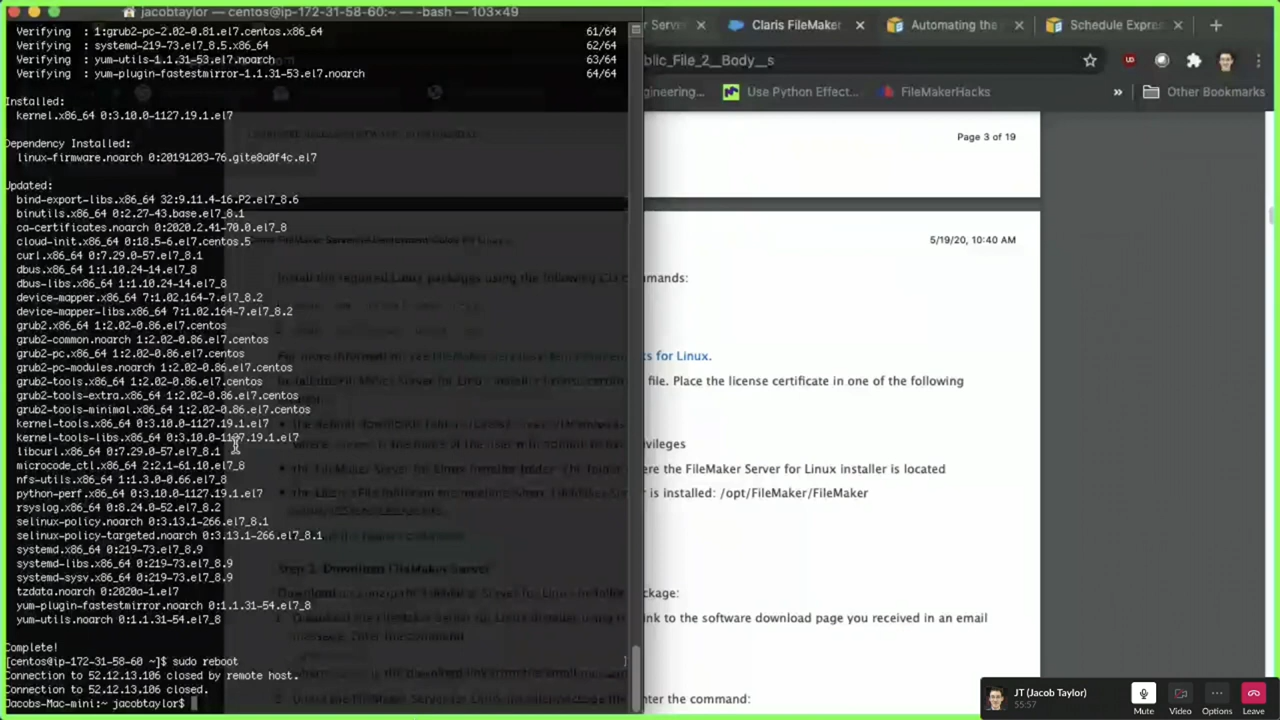 jacobtaylor — centos@ip-172-31-58-60:~ — -bash — 103×49
Verifying : 1:grub2-pc-2.02-0.81.el7.centos.x86_64 61/64
Verifying : systemd-219-73.el7_8.5.x86_64 62/64
Verifying : yum-utils-1.1.31-53.el7.noarch 63/64
Verifying : yum-plugin-fastestmirror-1.1.31-53.el7.noarch 64/64
Installed:
kernel.x86_64 0:3.10.0-1127.19.1.el7
Dependency Installed:
linux-firmware.noarch 0:20191203-76.gite8a0f4c.el7
Updated:
bind-export-libs.x86_64 32:9.11.4-16.P2.el7_8.6
binutils.x86_64 0:2.27-43.base.el7_8.1
ca-certificates.noarch 0:2020.2.41-70.0.el7_8
cloud-init.x86_64 0:18.5-6.el7.centos.5
curl.x86_64 0:7.29.0-57.el7_8.1
dbus.x86_64 1:1.10.24-14.el7_8
dbus-libs.x86_64 1:1.10.24-14.el7_8
device-mapper.x86_64 7:1.02.164-7.el7_8.2
device-mapper-libs.x86_64 7:1.02.164-7.el7_8.2
grub2.x86_64 1:2.02-0.86.el7.centos
grub2-common.noarch 1:2.02-0.86.el7.centos
grub2-pc.x86_64 1:2.02-0.86.el7.centos
grub2-pc-modules.noarch 1:2.02-0.86.el7.centos
grub2-tools.x86_64 1:2.02-0.86.el7.centos
grub2-tools-extra.x86_64 1:2.02-0.86.el7.centos
grub2-tools-minimal.x86_64 1:2.02-0.86.el7.centos
kernel-tools.x86_64 0:3.10.0-1127.19.1.el7
kernel-tools-libs.x86_64 0:3.10.0-1127.19.1.el7
libcurl.x86_64 0:7.29.0-57.el7_8.1
microcode_ctl.x86_64 2:2.1-61.10.el7_8
nfs-utils.x86_64 1:1.3.0-0.66.el7_8
python-perf.x86_64 0:3.10.0-1127.19.1.el7
rsyslog.x86_64 0:8.24.0-52.el7_8.2
selinux-policy.noarch 0:3.13.1-266.el7_8.1
selinux-policy-targeted.noarch 0:3.13.1-266.el7_8.1
systemd.x86_64 0:219-73.el7_8.9
systemd-libs.x86_64 0:219-73.el7_8.9
systemd-sysv.x86_64 0:219-73.el7_8.9
tzdata.noarch 0:2020a-1.el7
yum-plugin-fastestmirror.noarch 0:1.1.31-54.el7_8
yum-utils.noarch 0:1.1.31-54.el7_8
Complete!
[centos@ip-172-31-58-60 ~]$ sudo reboot
Connection to 52.12.13.106 closed by remote host.
Connection to 52.12.13.106 closed.
Jacobs-Mac-mini:~ jacobtaylor$
r Serv Claris FileMaker Automating the Schedule Expre
blic_File_2__Body__s
gineering... Use Python Effect... FileMakerHacks » Other Bookmarks
Page 3 of 19
5/19/20, 10:40 AM
mands:
ks for Linux.
file. Place the license certificate in one of the following
vileges
ere the FileMaker Server for Linux installer is located
r is installed: /opt/FileMaker/FileMaker
Download FileMaker Server
ckage:
ink to the software download page you received in an email
nter the command:
JT (Jacob Taylor)
55:57
Mute Video Options Leave